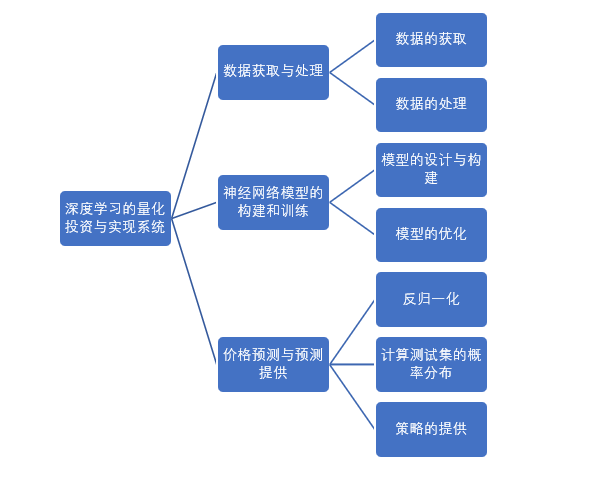 深度学习的量化
投资与实现系统
数据获取与处理
数据的获取
数据的处理
神经网络模型的
构建和训练
模型的设计与构
建
模型的优化
价格预测与预测
提供
反归一化
计算测试集的概
率分布
策略的提供